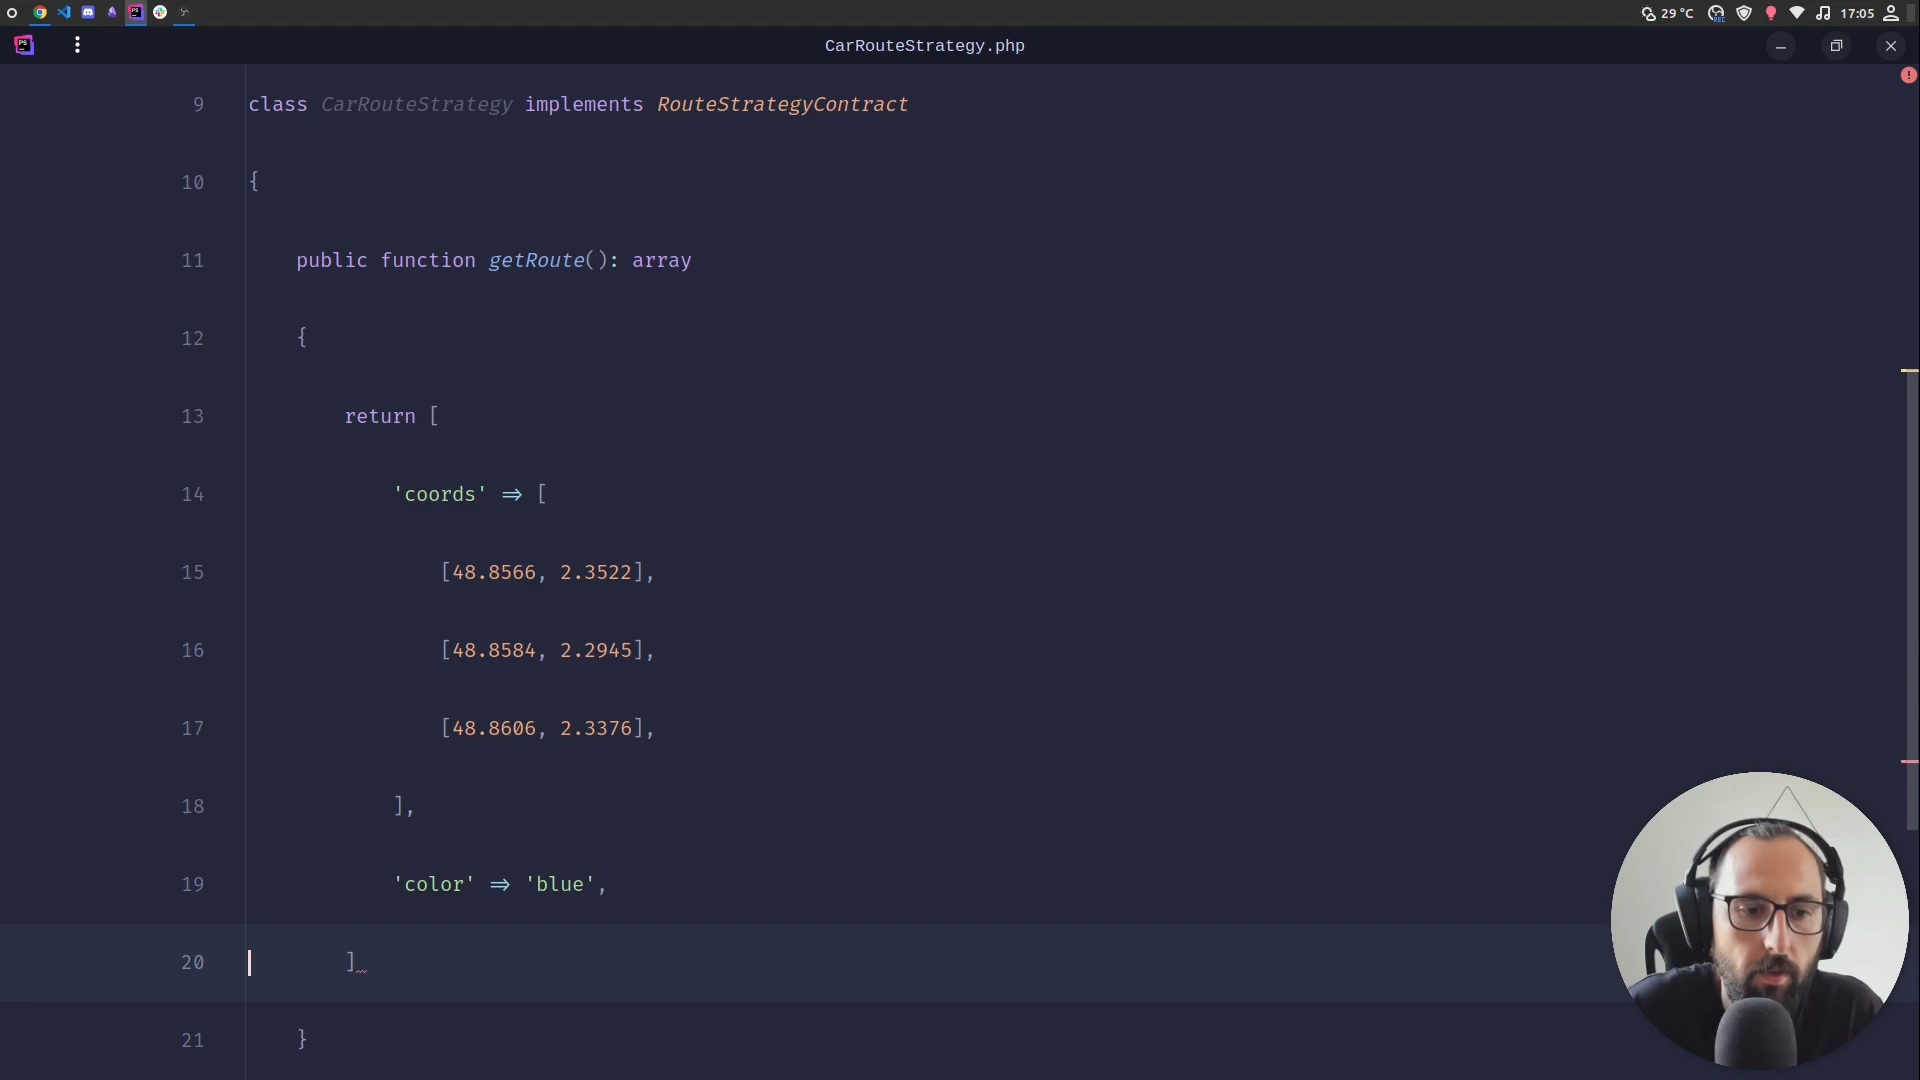 29 °C
REC
17:05
PS
CarRouteStrategy.php
9 class CarRouteStrategy implements RouteStrategyContract
10 {
11 public function getRoute(): array
12 {
13 return [
14 'coords' => [
15 [48.8566, 2.3522],
16 [48.8584, 2.2945],
17 [48.8606, 2.3376],
18 ],
19 'color' => 'blue',
20 ]
21 }